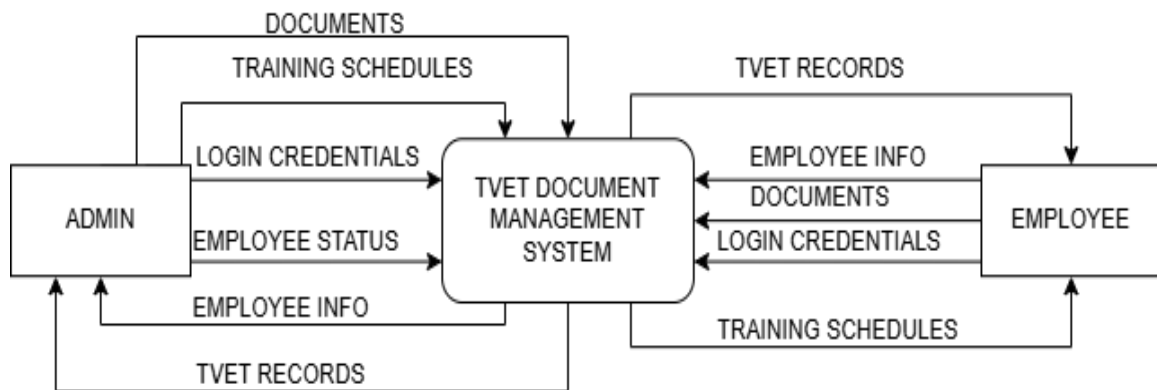 DOCUMENTS
TRAINING SCHEDULES
TVET RECORDS
LOGIN CREDENTIALS
EMPLOYEE INFO
ADMIN
TVET DOCUMENT
MANAGEMENT
SYSTEM
DOCUMENTS
EMPLOYEE
EMPLOYEE STATUS
LOGIN CREDENTIALS
EMPLOYEE INFO
TRAINING SCHEDULES
TVET RECORDS